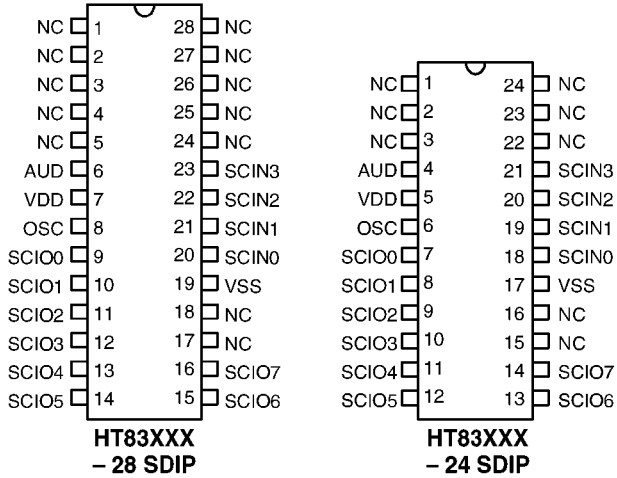 NC 1 28 NC
NC 2 27 NC
NC 3 26 NC
NC 4 25 NC
NC 5 24 NC
AUD 6 23 SCIN3
VDD 7 22 SCIN2
OSC 8 21 SCIN1
SCIO0 9 20 SCIN0
SCIO1 10 19 VSS
SCIO2 11 18 NC
SCIO3 12 17 NC
SCIO4 13 16 SCIO7
SCIO5 14 15 SCIO6
HT83XXX
– 28 SDIP
NC 1 24 NC
NC 2 23 NC
NC 3 22 NC
AUD 4 21 SCIN3
VDD 5 20 SCIN2
OSC 6 19 SCIN1
SCIO0 7 18 SCIN0
SCIO1 8 17 VSS
SCIO2 9 16 NC
SCIO3 10 15 NC
SCIO4 11 14 SCIO7
SCIO5 12 13 SCIO6
HT83XXX
– 24 SDIP